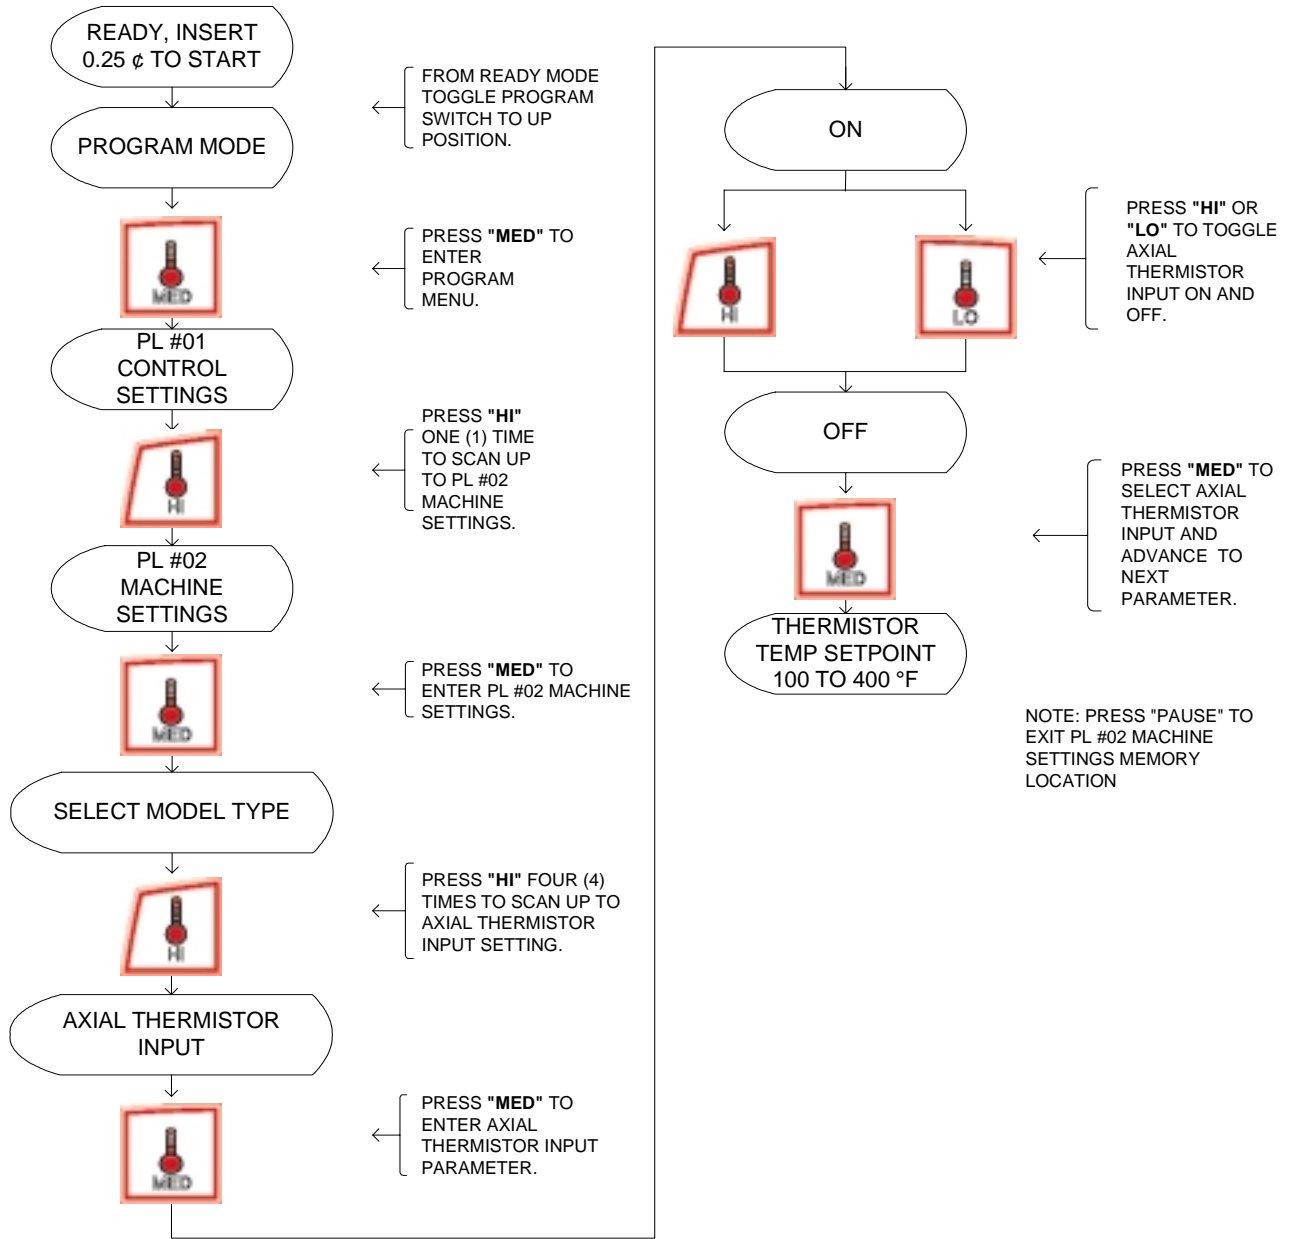 READY, INSERT
0.25 ¢ TO START
FROM READY MODE
TOGGLE PROGRAM
SWITCH TO UP
POSITION.
PROGRAM MODE
MED
PRESS "MED" TO
ENTER
PROGRAM
MENU.
PL #01
CONTROL
SETTINGS
HI
PRESS "HI"
ONE (1) TIME
TO SCAN UP
TO PL #02
MACHINE
SETTINGS.
PL #02
MACHINE
SETTINGS
MED
PRESS "MED" TO
ENTER PL #02 MACHINE
SETTINGS.
SELECT MODEL TYPE
HI
PRESS "HI" FOUR (4)
TIMES TO SCAN UP TO
AXIAL THERMISTOR
INPUT SETTING.
AXIAL THERMISTOR
INPUT
MED
PRESS "MED" TO
ENTER AXIAL
THERMISTOR INPUT
PARAMETER.
ON
HI
LO
PRESS "HI" OR
"LO" TO TOGGLE
AXIAL
THERMISTOR
INPUT ON AND
OFF.
OFF
MED
PRESS "MED" TO
SELECT AXIAL
THERMISTOR
INPUT AND
ADVANCE TO
NEXT
PARAMETER.
THERMISTOR
TEMP SETPOINT
100 TO 400 °F
NOTE: PRESS "PAUSE" TO
EXIT PL #02 MACHINE
SETTINGS MEMORY
LOCATION